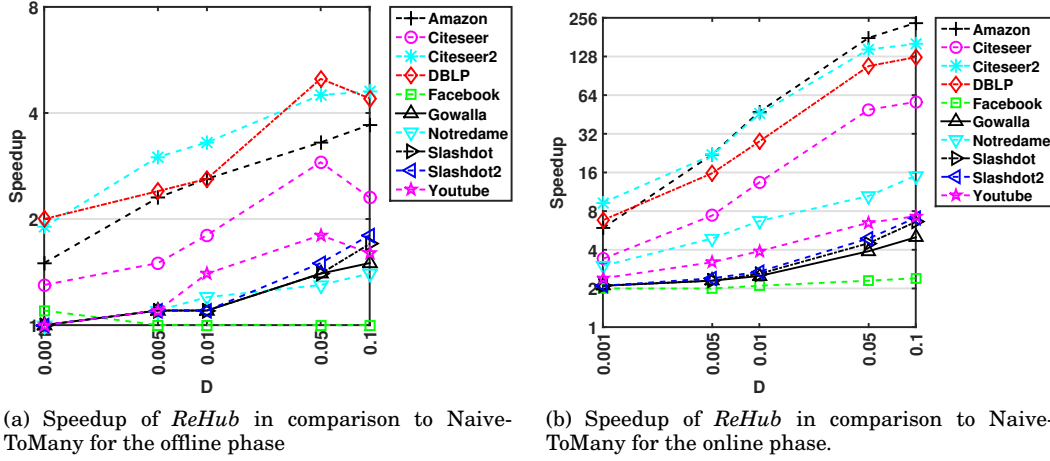 8
4
2
1
Speedup
0.001
0.005
0.01
0.05
0.1
D
Amazon
Citeseer
Citeseer2
DBLP
Facebook
Gowalla
Notredame
Slashdot
Slashdot2
Youtube
(a) Speedup of ReHub in comparison to Naive-
ToMany for the offline phase
256
128
64
32
16
8
4
2
1
Speedup
0.001
0.005
0.01
0.05
0.1
D
Amazon
Citeseer
Citeseer2
DBLP
Facebook
Gowalla
Notredame
Slashdot
Slashdot2
Youtube
(b) Speedup of ReHub in comparison to Naive-
ToMany for the online phase.